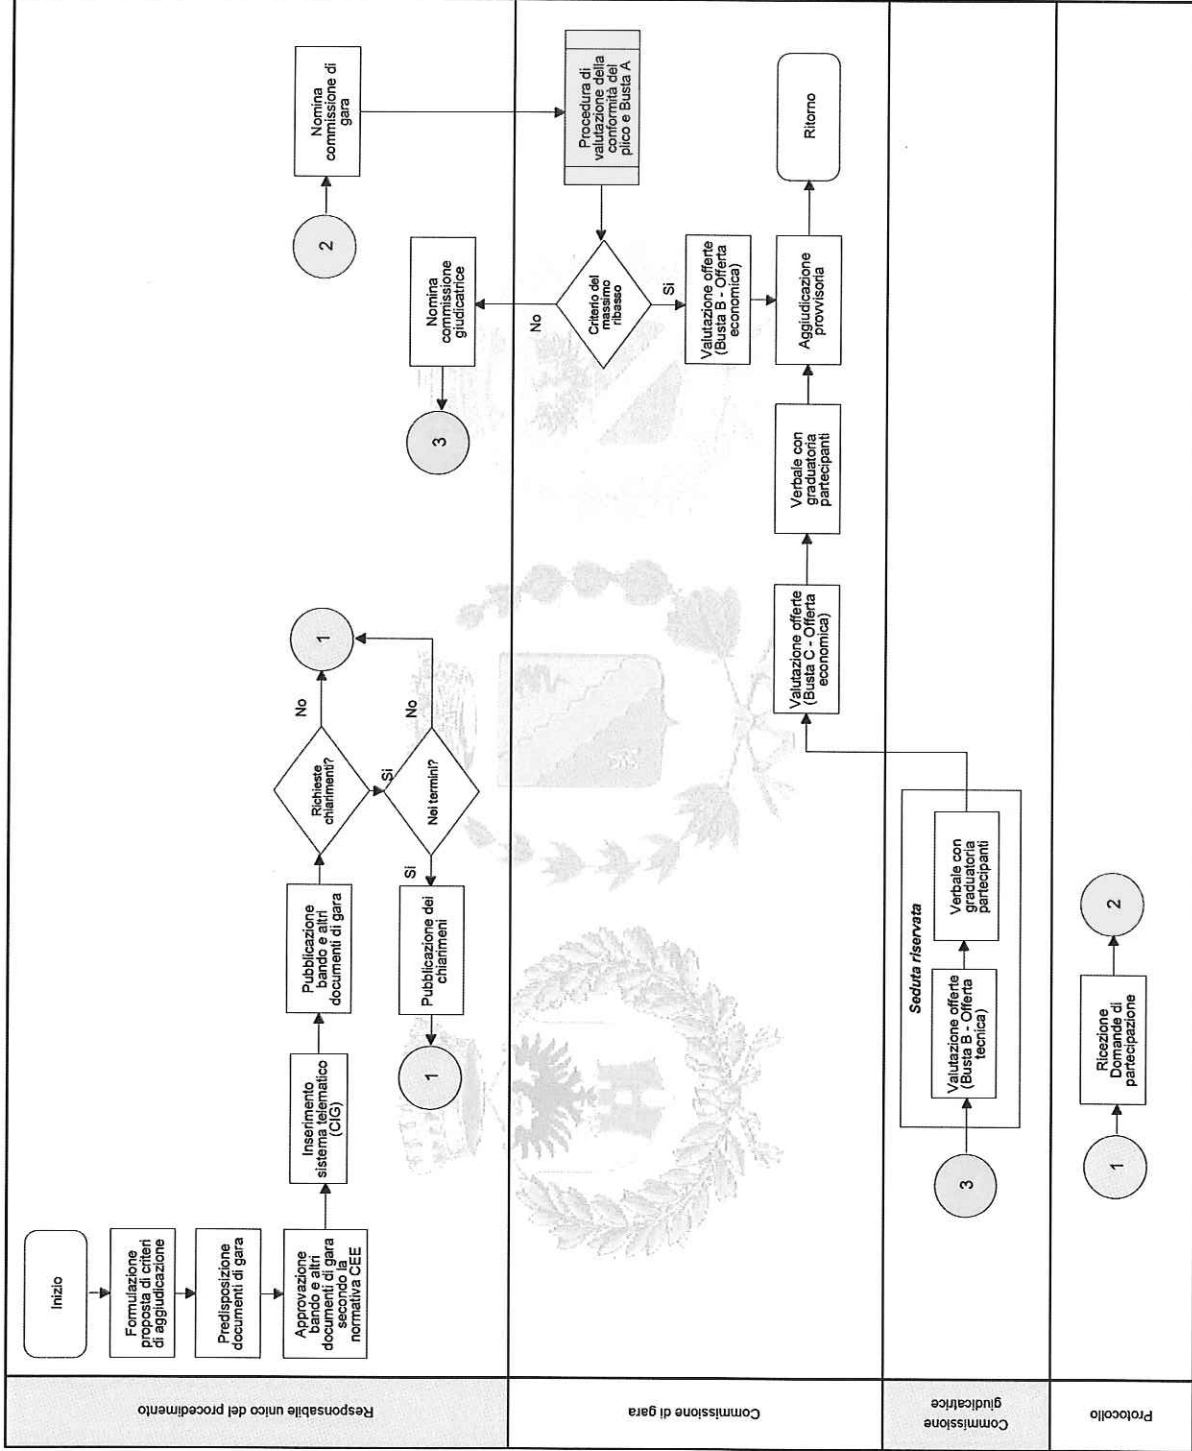 Responsabile unico del procedimento
Inizio
Formulazione
proposta di criteri
di aggiudicazione
Predisposizione
documenti di gara
Approvazione
bando e altri
documenti di gara
secondo la
normativa CEE
Inserimento
sistema telematico
(CIG)
Pubblicazione
bando e altri
documenti di gara
Richieste
chiarimenti?
No
1
Si
Nei termini?
No
Si
Pubblicazione dei
chiarimeni
1
2
Nomina
commissione di
gara
Nomina
commissione
giudicatrice
3
Commissione di gara
Procedura di
valutazione della
conformità del
plico e Busta A
Criterio del
massimo
ribasso
No
Si
Valutazione offerte
(Busta B - Offerta
economica)
Valutazione offerte
(Busta C - Offerta
economica)
Verbale con
graduatoria
partecipanti
Aggiudicazione
provvisoria
Ritorno
Commissione
giudicatrice
Seduta riservata
3
Valutazione offerte
(Busta B - Offerta
tecnica)
Verbale con
graduatoria
partecipanti
Protocollo
1
Ricezione
Domande di
partecipazione
2